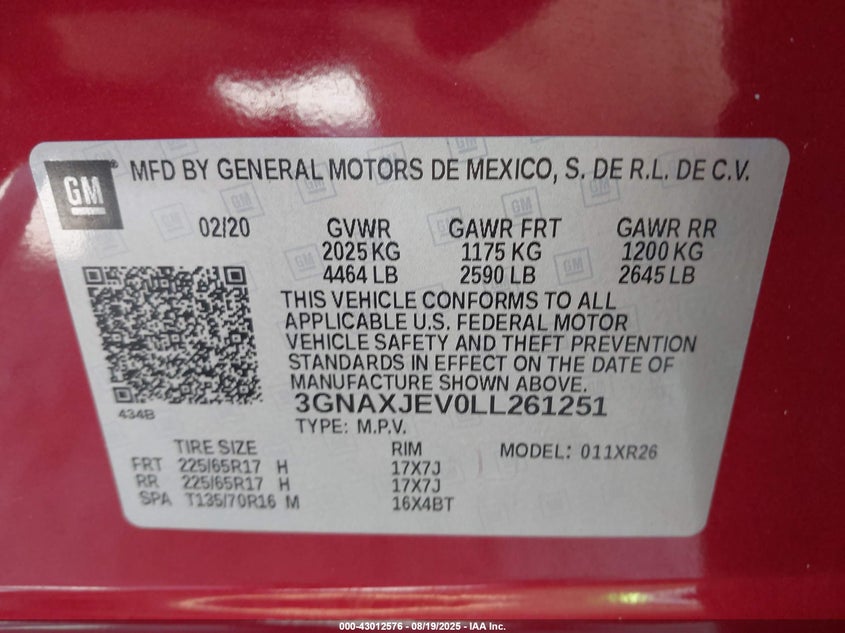 GM
MFD BY GENERAL MOTORS DE MEXICO, S. DE R.L. DE C.V.
02/20 GVWR GAWR FRT GAWR RR
2025 KG 1175 KG 1200 KG
4464 LB 2590 LB 2645 LB
THIS VEHICLE CONFORMS TO ALL
APPLICABLE U.S. FEDERAL MOTOR
VEHICLE SAFETY AND THEFT PREVENTION
STANDARDS IN EFFECT ON THE DATE OF
MANUFACTURE SHOWN ABOVE.
434B
3GNAXJEV0LL261251
TYPE: M.P.V.
TIRE SIZE RIM MODEL: 011XR26
FRT 225/65R17 H 17X7J
RR 225/65R17 H 17X7J
SPA T135/70R16 M 16X4BT
000-43012576 - 08/19/2025 - IAA Inc.